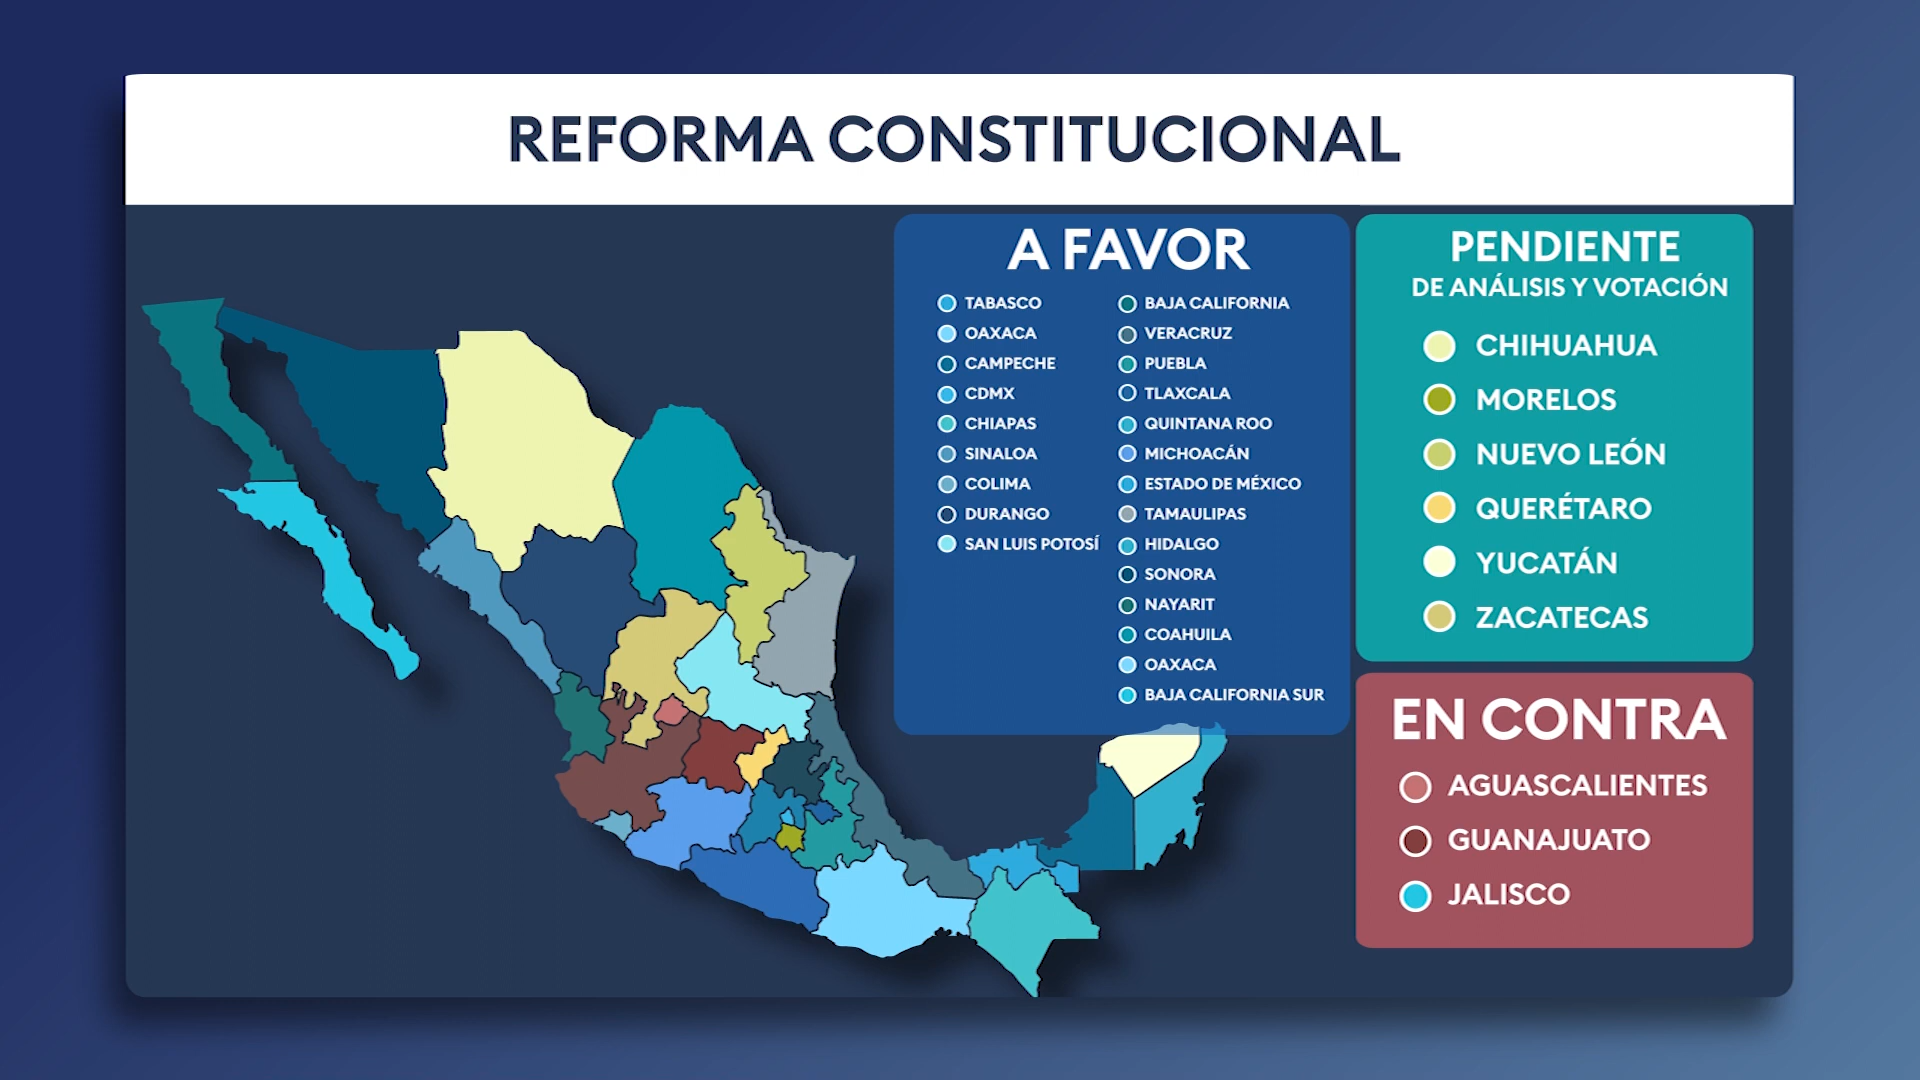 REFORMA CONSTITUCIONAL
A FAVOR
TABASCO
OAXACA
CAMPECHE
CDMX
CHIAPAS
SINALOA
COLIMA
DURANGO
SAN LUIS POTOSÍ
BAJA CALIFORNIA
VERACRUZ
PUEBLA
TLAXCALA
QUINTANA ROO
MICHOACÁN
ESTADO DE MÉXICO
TAMAULIPAS
HIDALGO
SONORA
NAYARIT
COAHUILA
OAXACA
BAJA CALIFORNIA SUR
PENDIENTE
DE ANÁLISIS Y VOTACIÓN
CHIHUAHUA
MORELOS
NUEVO LEÓN
QUERÉTARO
YUCATÁN
ZACATECAS
EN CONTRA
AGUASCALIENTES
GUANAJUATO
JALISCO